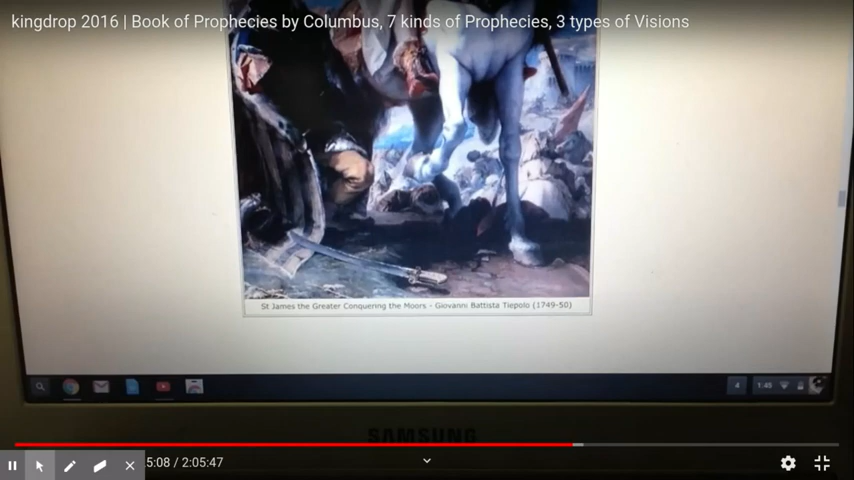 kingdrop 2016 | Book of Prophecies by Columbus, 7 kinds of Prophecies, 3 types of Visions
St James the Greater Conquering the Moors - Giovanni Battista Tiepolo (1749-50)
4
1:45
SAMSUNG
5:08 / 2:05:47